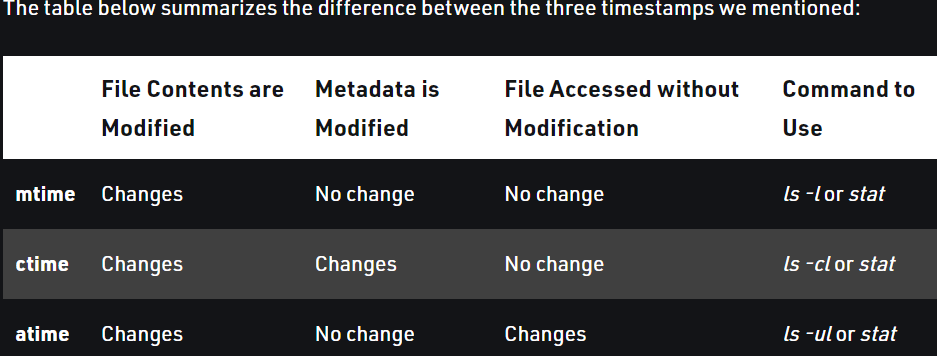 The table below summarizes the difference between the three timestamps we mentioned:
File Contents are Modified Metadata is Modified File Accessed without Modification Command to Use
mtime Changes No change No change ls -l or stat
ctime Changes Changes No change ls -cl or stat
atime Changes No change Changes ls -ul or stat